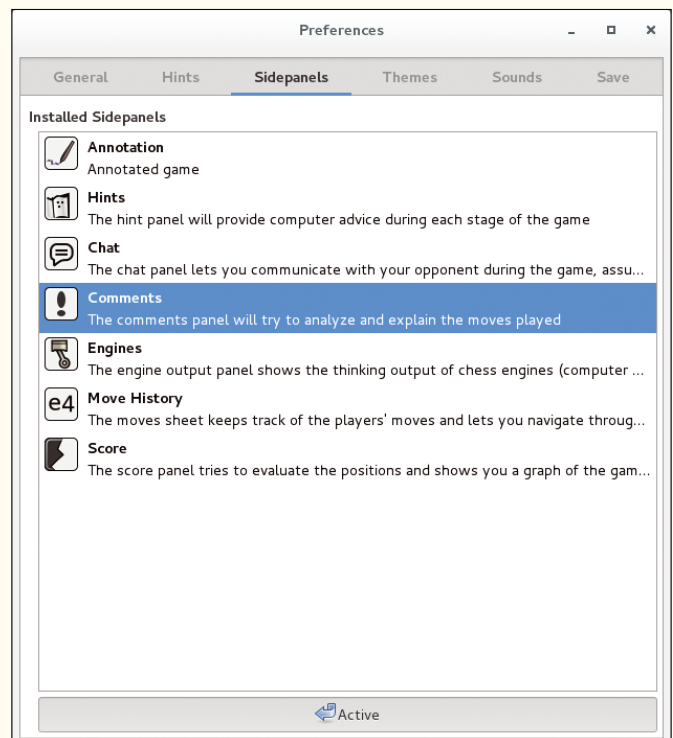 Preferences
General Hints Sidepanels Themes Sounds Save
Installed Sidepanels
Annotation
Annotated game
Hints
The hint panel will provide computer advice during each stage of the game
Chat
The chat panel lets you communicate with your opponent during the game, assu...
Comments
The comments panel will try to analyze and explain the moves played
Engines
The engine output panel shows the thinking output of chess engines (computer ...
e4 Move History
The moves sheet keeps track of the players' moves and lets you navigate throug...
Score
The score panel tries to evaluate the positions and shows you a graph of the gam...
Active